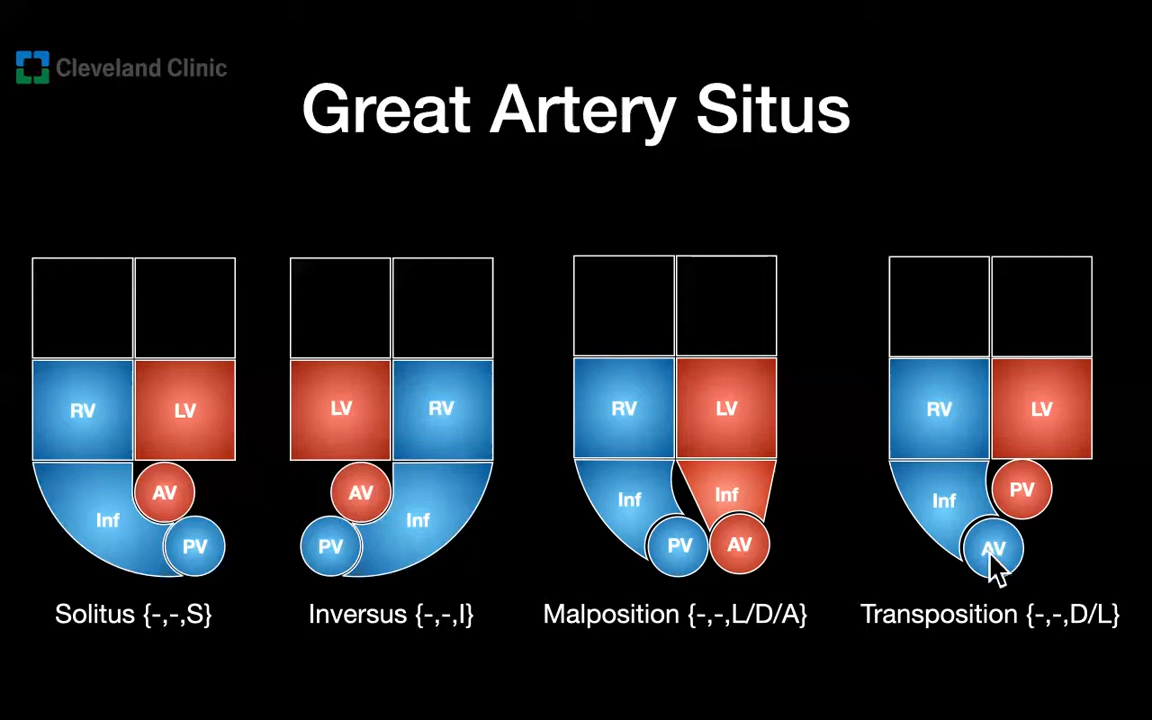 Cleveland Clinic
Great Artery Situs
RV LV
AV
Inf
PV
Solitus {-,-,S}
LV RV
AV
Inf
PV
Inversus {-,-,I}
RV LV
Inf Inf
PV AV
Malposition {-,-,L/D/A}
RV LV
PV
Inf
AV
Transposition {-,-,D/L}